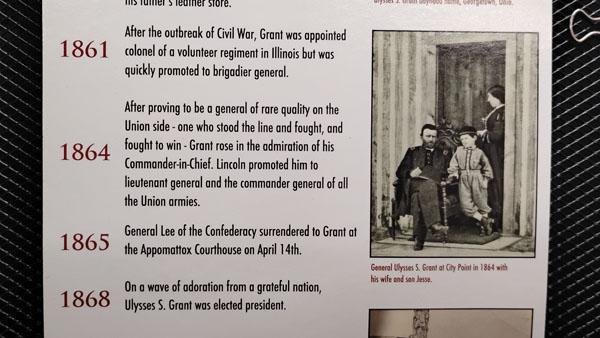 his father's leather store.
Ulysses S. Grant boyhood home, Georgetown, Ohio.
1861
After the outbreak of Civil War, Grant was appointed
colonel of a volunteer regiment in Illinois but was
quickly promoted to brigadier general.
1864
After proving to be a general of rare quality on the
Union side - one who stood the line and fought, and
fought to win - Grant rose in the admiration of his
Commander-in-Chief. Lincoln promoted him to
lieutenant general and the commander general of all
the Union armies.
General Ulysses S. Grant at City Point in 1864 with
his wife and son Jesse.
1865
General Lee of the Confederacy surrendered to Grant at
the Appomattox Courthouse on April 14th.
1868
On a wave of adoration from a grateful nation,
Ulysses S. Grant was elected president.